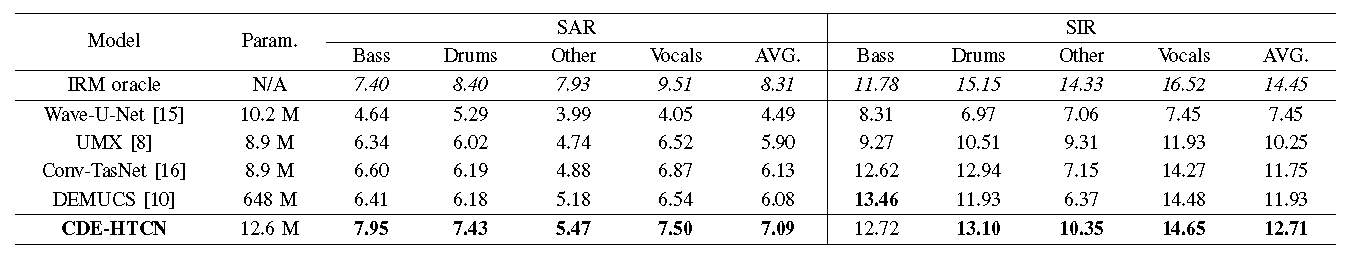 Model Param. SAR SIR
Bass Drums Other Vocals AVG. Bass Drums Other Vocals AVG.
IRM oracle N/A 7.40 8.40 7.93 9.51 8.31 11.78 15.15 14.33 16.52 14.45
Wave-U-Net [15] 10.2 M 4.64 5.29 3.99 4.05 4.49 8.31 6.97 7.06 7.45 7.45
UMX [8] 8.9 M 6.34 6.02 4.74 6.52 5.90 9.27 10.51 9.31 11.93 10.25
Conv-TasNet [16] 8.9 M 6.60 6.19 4.88 6.87 6.13 12.62 12.94 7.15 14.27 11.75
DEMUCS [10] 648 M 6.41 6.18 5.18 6.54 6.08 13.46 11.93 6.37 14.48 11.93
CDE-HTCN 12.6 M 7.95 7.43 5.47 7.50 7.09 12.72 13.10 10.35 14.65 12.71